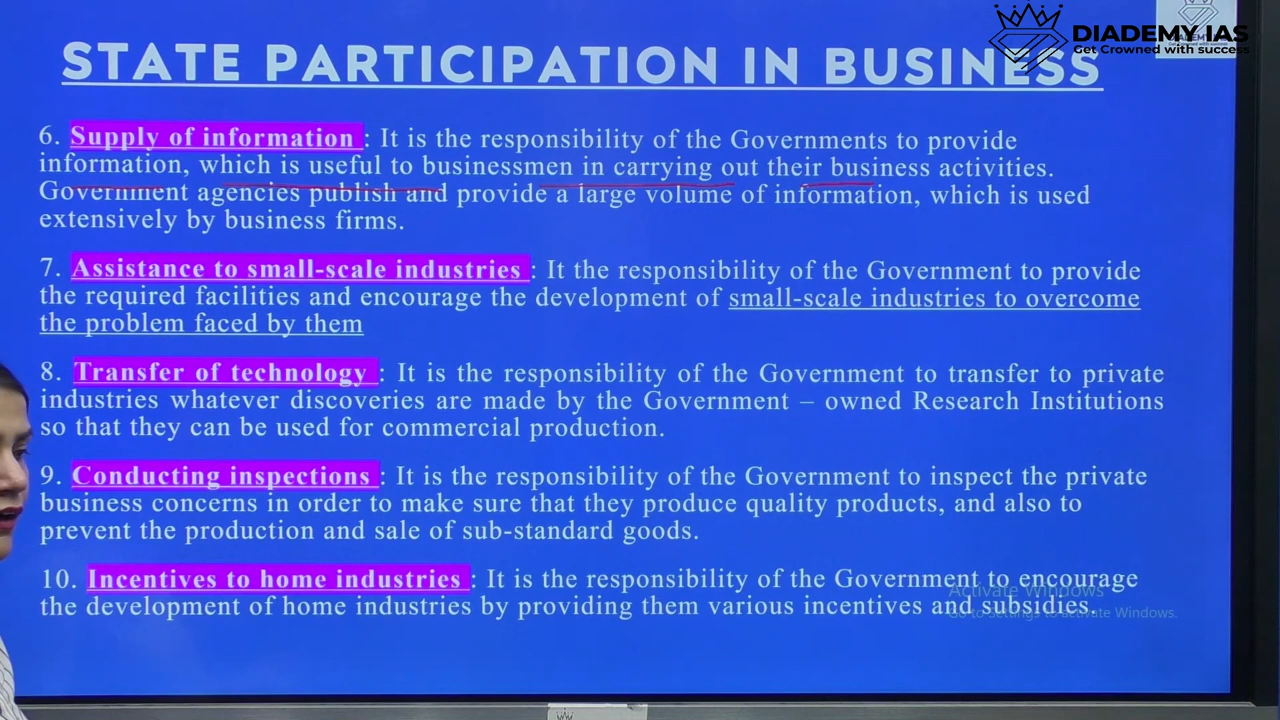 DIADEMY IAS
Get Crowned with success
STATE PARTICIPATION IN BUSINESS
6. Supply of information : It is the responsibility of the Governments to provide
information, which is useful to businessmen in carrying out their business activities.
Government agencies publish and provide a large volume of information, which is used
extensively by business firms.
7. Assistance to small-scale industries : It the responsibility of the Government to provide
the required facilities and encourage the development of small-scale industries to overcome
the problem faced by them
8. Transfer of technology : It is the responsibility of the Government to transfer to private
industries whatever discoveries are made by the Government – owned Research Institutions
so that they can be used for commercial production.
9. Conducting inspections : It is the responsibility of the Government to inspect the private
business concerns in order to make sure that they produce quality products, and also to
prevent the production and sale of sub-standard goods.
10. Incentives to home industries : It is the responsibility of the Government to encourage
the development of home industries by providing them various incentives and subsidies.
Activate Windows
Go to Settings to activate Windows.